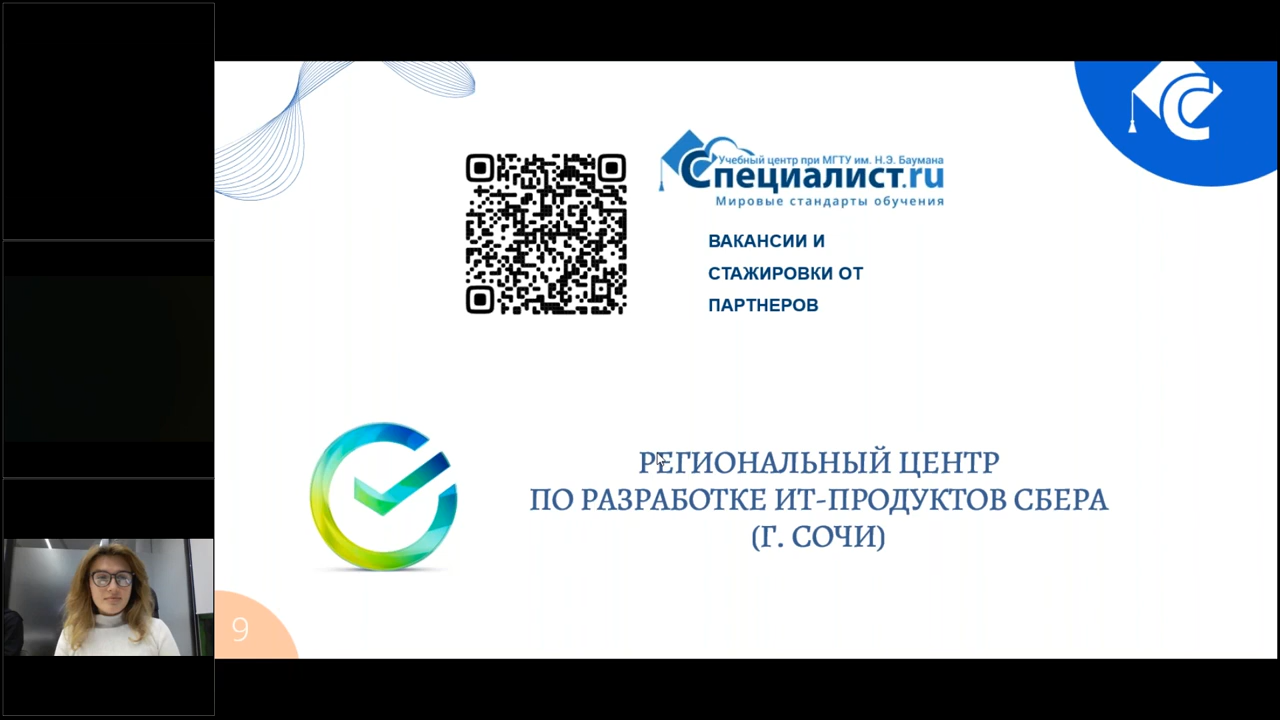 Учебный центр при МГТУ им. Н.Э. Баумана
Специалист.ru
Мировые стандарты обучения
ВАКАНСИИ И
СТАЖИРОВКИ ОТ
ПАРТНЕРОВ
РЕГИОНАЛЬНЫЙ ЦЕНТР
ПО РАЗРАБОТКЕ ИТ-ПРОДУКТОВ СБЕРА
(Г. СОЧИ)
9